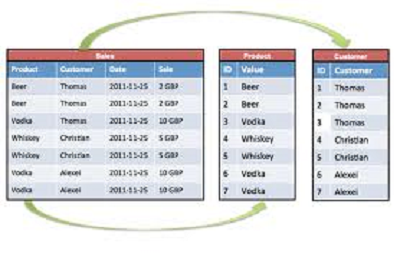 Sales
Product Customer Date Sale
Beer Thomas 2011-11-25 2 GBP
Beer Thomas 2011-11-25 2 GBP
Vodka Thomas 2011-11-25 10 GBP
Whiskey Christian 2011-11-25 5 GBP
Whiskey Christian 2011-11-25 5 GBP
Vodka Alexei 2011-11-25 10 GBP
Vodka Alexei 2011-11-25 10 GBP
Product
ID Value
1 Beer
2 Beer
3 Vodka
4 Whiskey
5 Whiskey
6 Vodka
7 Vodka
Customer
ID Customer
1 Thomas
2 Thomas
3 Thomas
4 Christian
5 Christian
6 Alexei
7 Alexei